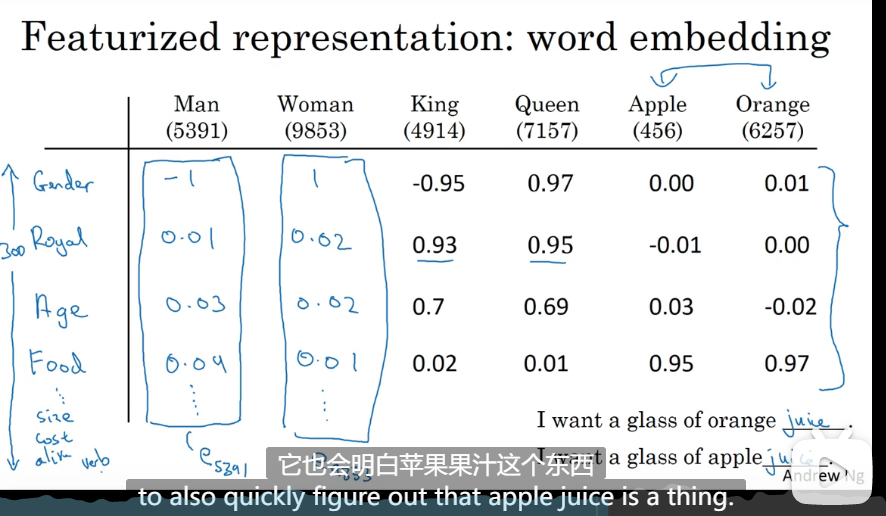 Featurized representation: word embedding
Man Woman King Queen Apple Orange
(5391) (9853) (4914) (7157) (456) (6257)
Gender -1 1 -0.95 0.97 0.00 0.01
300 Royal 0.01 0.02 0.93 0.95 -0.01 0.00
Age 0.03 0.02 0.7 0.69 0.03 -0.02
Food 0.04 0.01 0.02 0.01 0.95 0.97
size
cost
alive verb
I want a glass of orange juice.
I want a glass of apple juice
e5391
Andrew Ng
它也会明白苹果果汁这个东西
to also quickly figure out that apple juice is a thing.